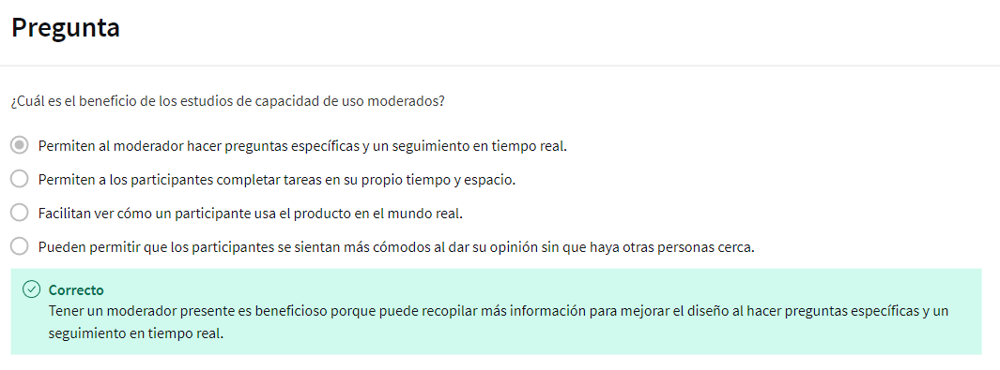 Pregunta
¿Cuál es el beneficio de los estudios de capacidad de uso moderados?
Permiten al moderador hacer preguntas específicas y un seguimiento en tiempo real.
Permiten a los participantes completar tareas en su propio tiempo y espacio.
Facilitan ver cómo un participante usa el producto en el mundo real.
Pueden permitir que los participantes se sientan más cómodos al dar su opinión sin que haya otras personas cerca.
Correcto
Tener un moderador presente es beneficioso porque puede recopilar más información para mejorar el diseño al hacer preguntas específicas y un
seguimiento en tiempo real.